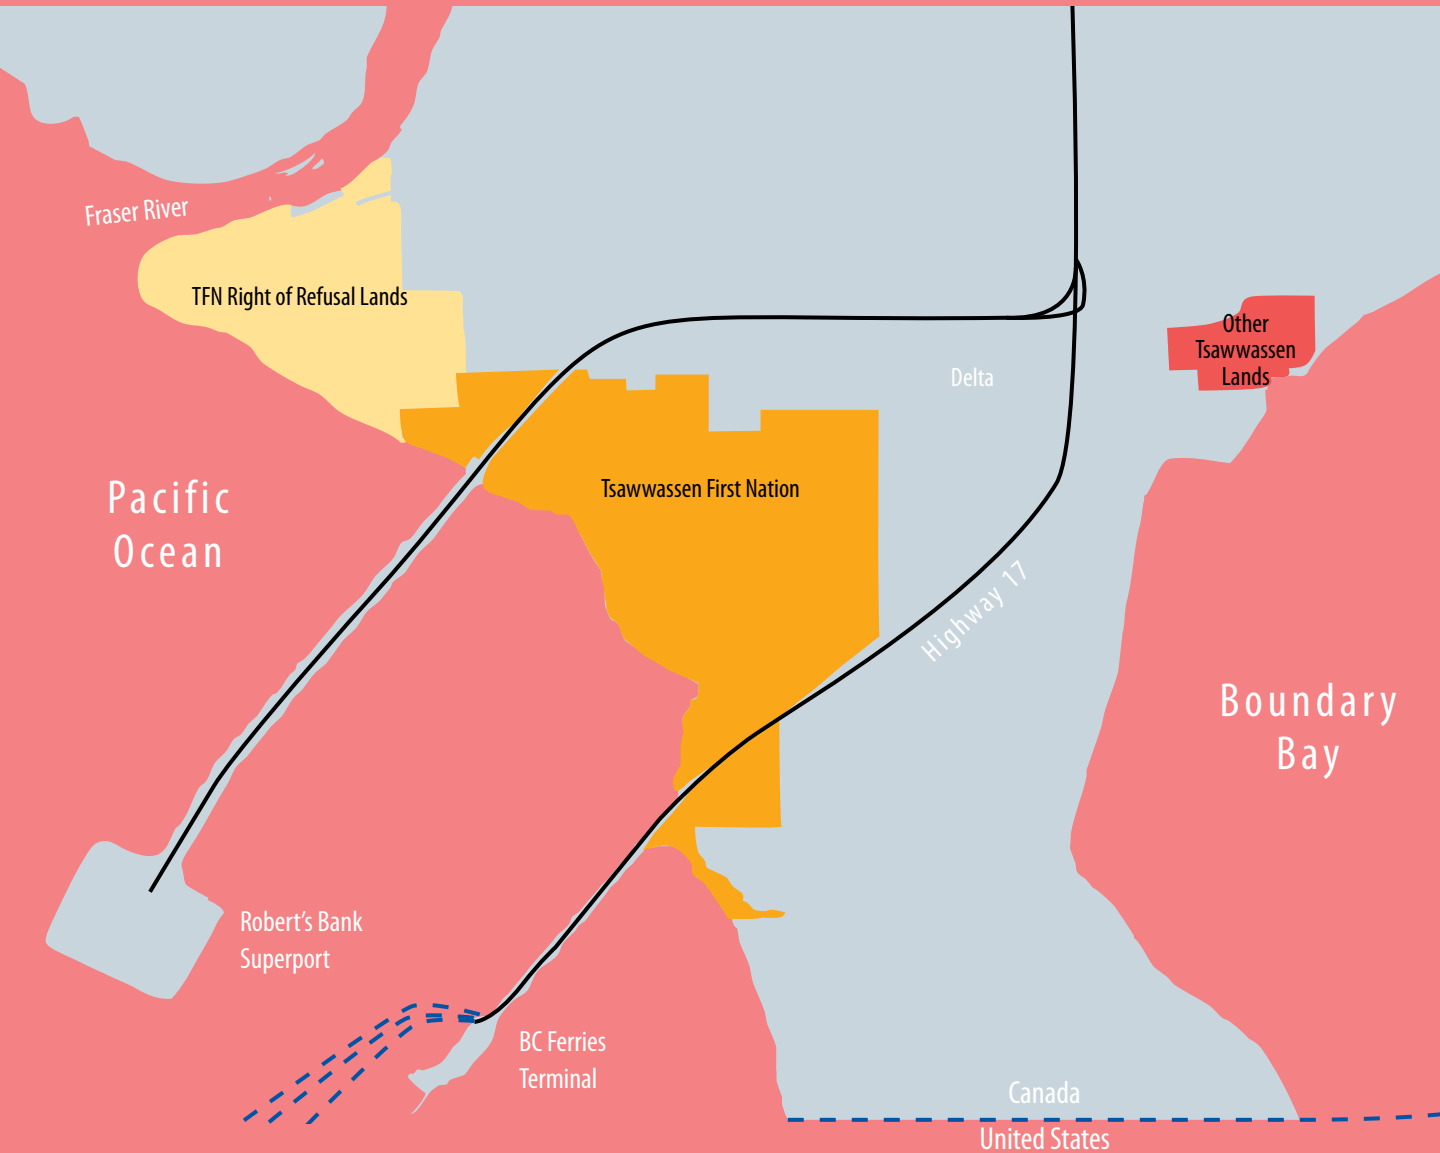 Fraser River
TFN Right of Refusal Lands
Other
Tsawwassen
Lands
Delta
Pacific
Ocean
Tsawwassen First Nation
Highway 17
Boundary
Bay
Robert’s Bank
Superport
BC Ferries
Terminal
Canada
United States